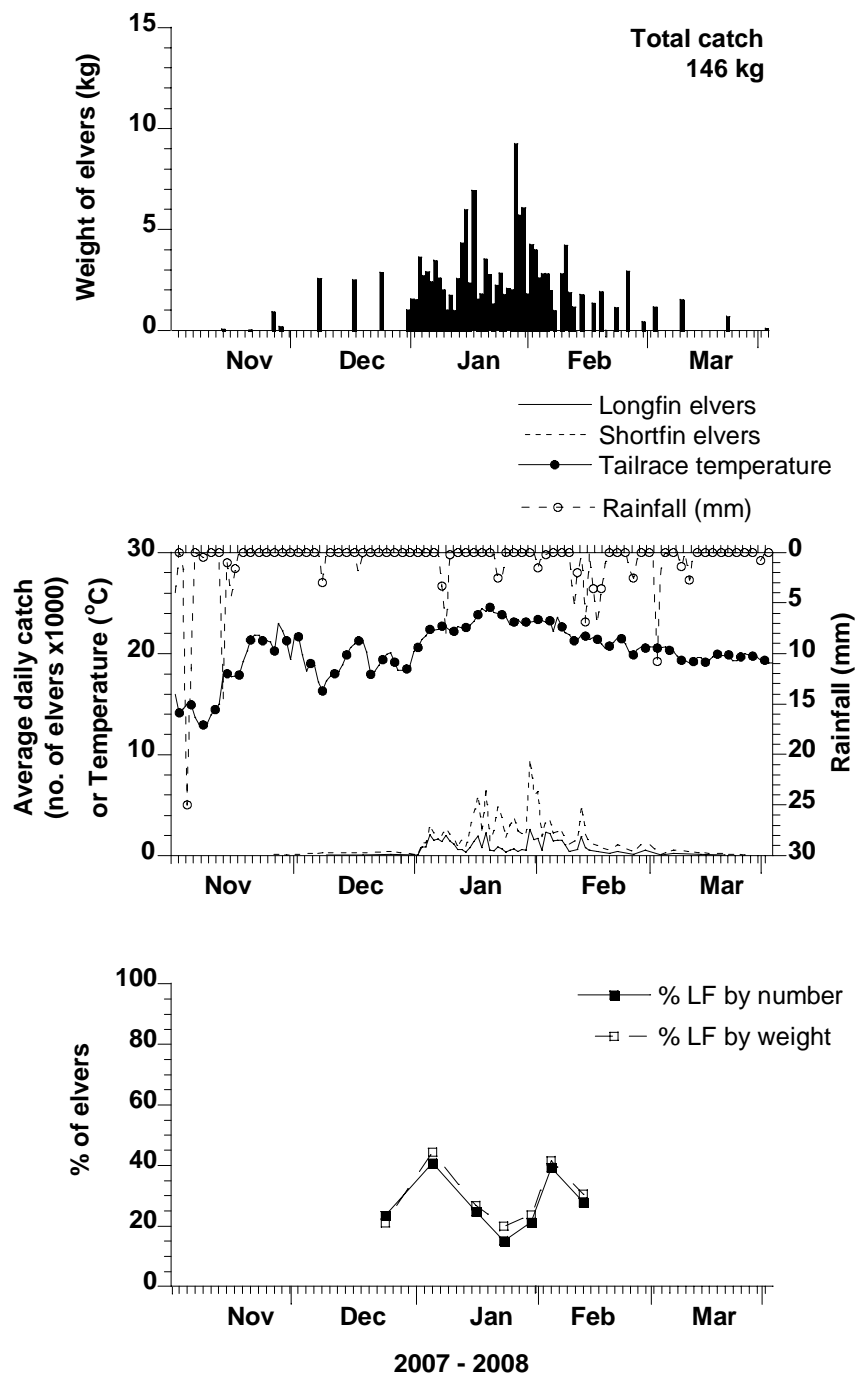 Total catch
146 kg
Weight of elvers (kg)
15
10
5
0
Nov Dec Jan Feb Mar
Longfin elvers
Shortfin elvers
Tailrace temperature
Rainfall (mm)
Average daily catch
(no. of elvers x1000)
or Temperature (°C)
30
20
10
0
0
5
10
15
20
25
30
Rainfall (mm)
Nov Dec Jan Feb Mar
% of elvers
100
80
60
40
20
0
% LF by number
% LF by weight
Nov Dec Jan Feb Mar
2007 - 2008